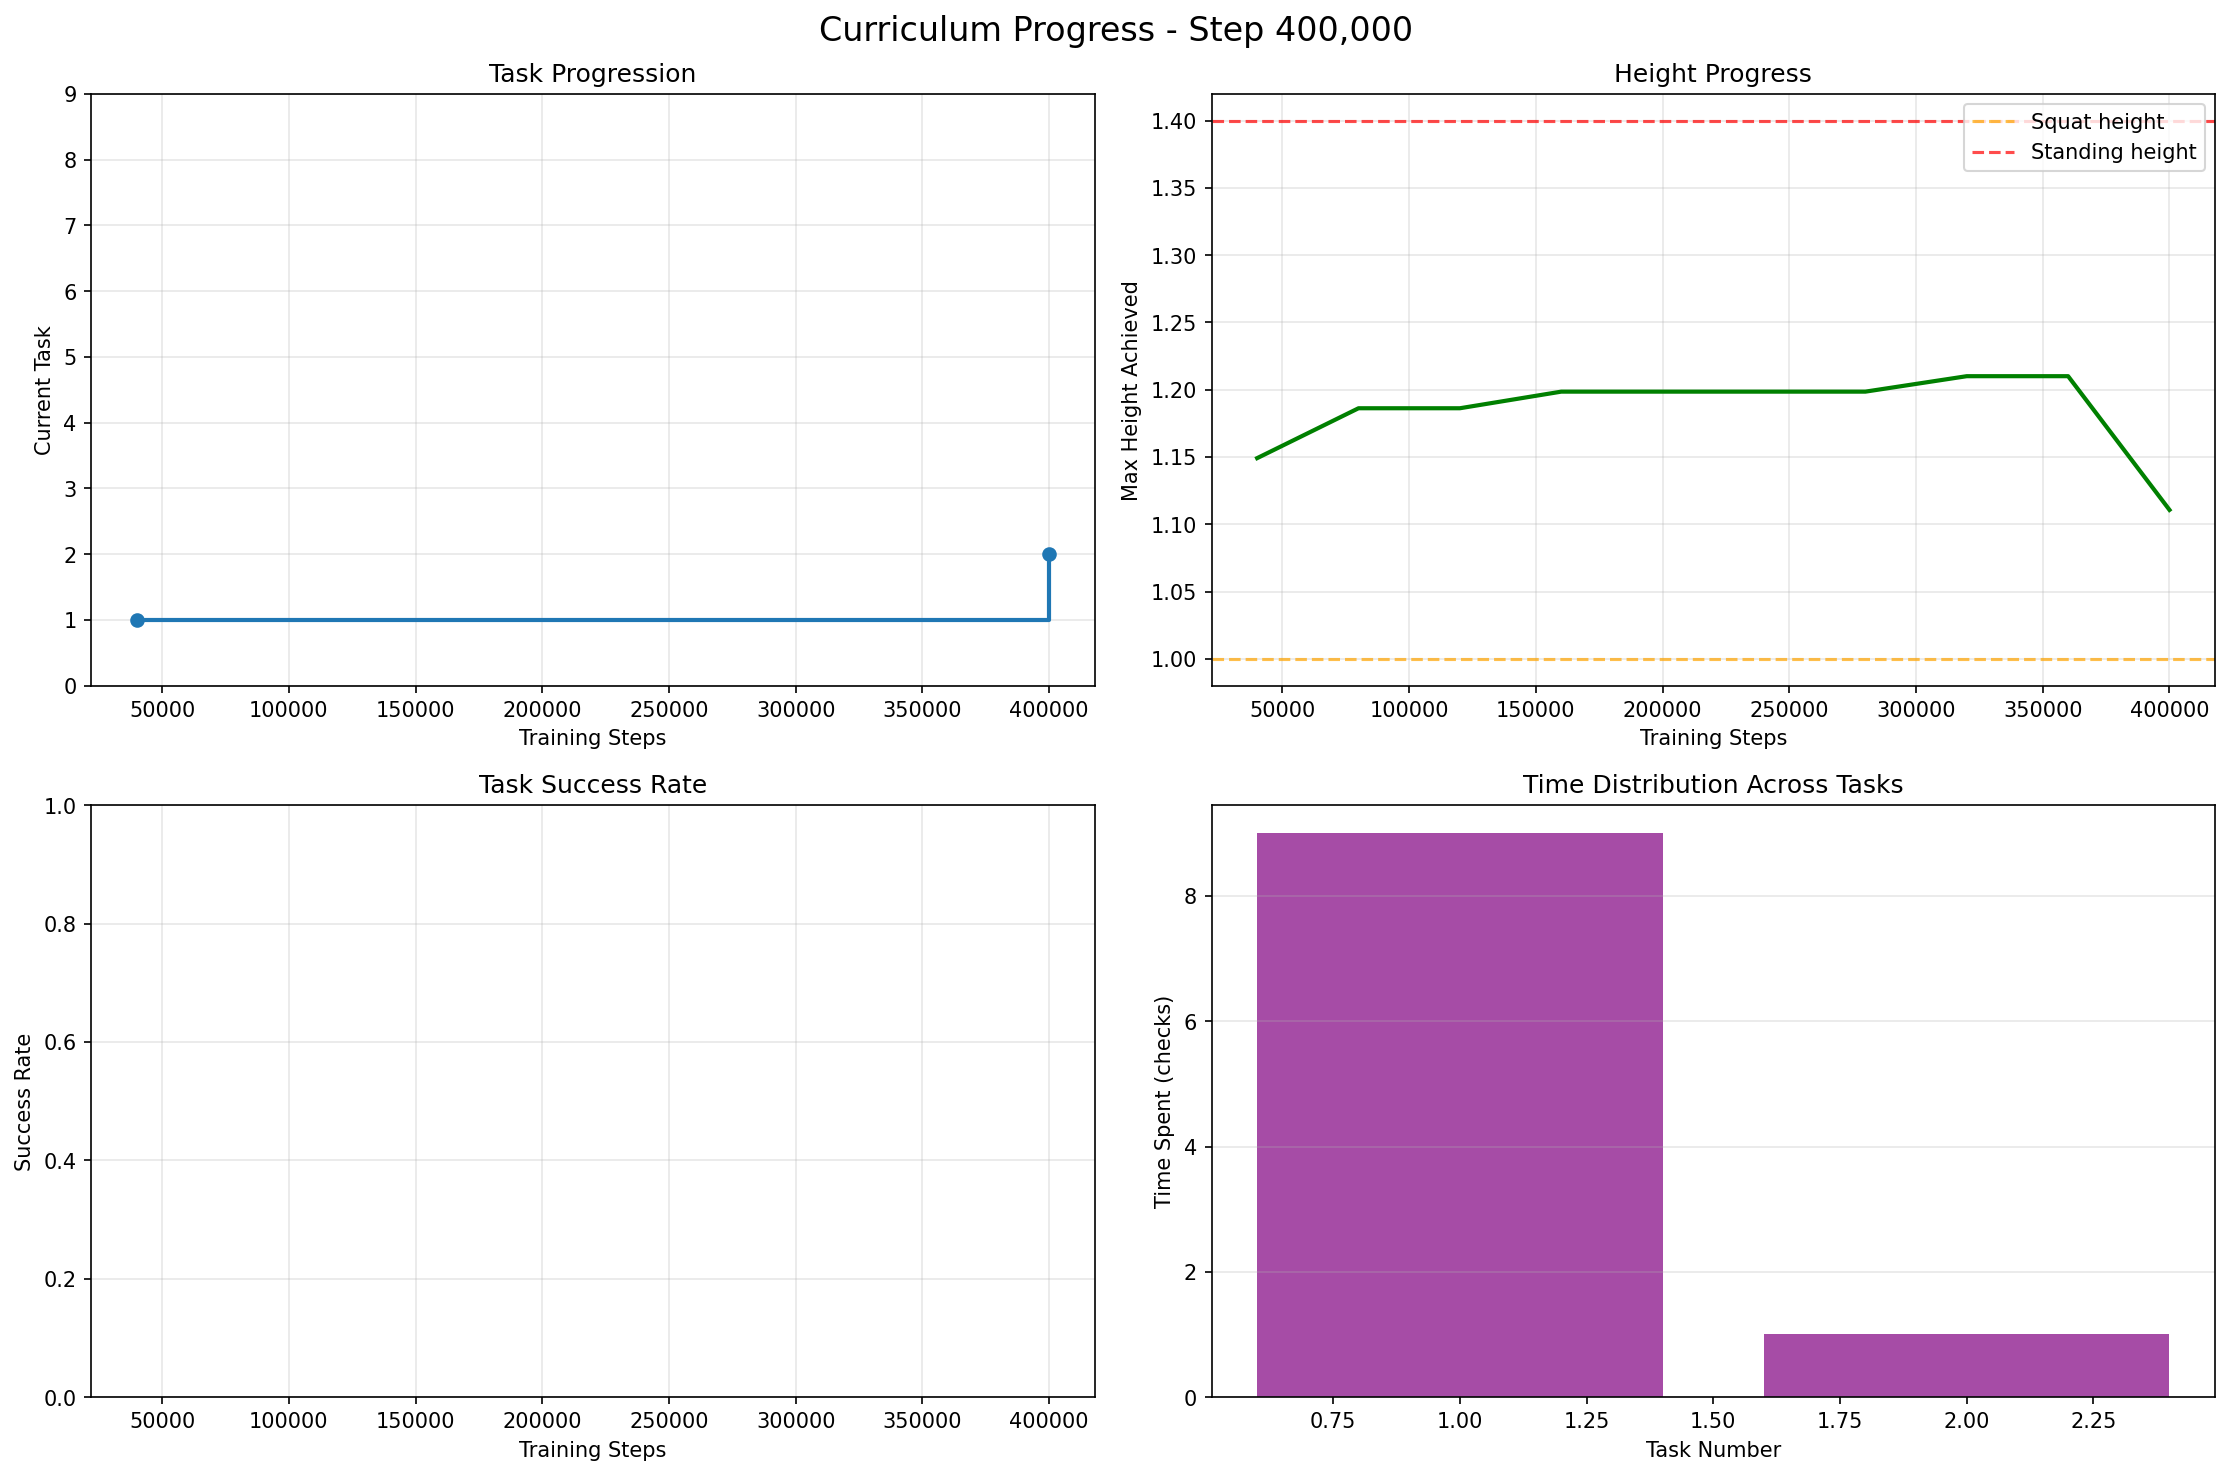 Curriculum Progress - Step 400,000
Task Progression
9
8
7
6
5
4
3
2
1
0
Current Task
50000 100000 150000 200000 250000 300000 350000 400000
Training Steps
Height Progress
Squat height
Standing height
1.40
1.35
1.30
1.25
1.20
1.15
1.10
1.05
1.00
Max Height Achieved
50000 100000 150000 200000 250000 300000 350000 400000
Training Steps
Task Success Rate
1.0
0.8
0.6
0.4
0.2
0.0
Success Rate
50000 100000 150000 200000 250000 300000 350000 400000
Training Steps
Time Distribution Across Tasks
8
6
4
2
0
Time Spent (checks)
0.75 1.00 1.25 1.50 1.75 2.00 2.25
Task Number